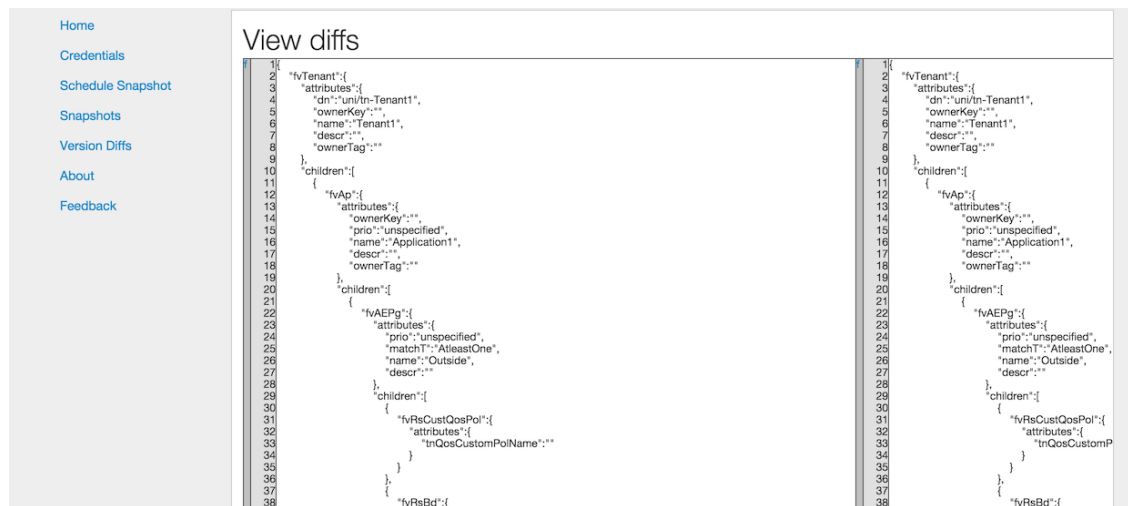 Home
Credentials
Schedule Snapshot
Snapshots
Version Diffs
About
Feedback
View diffs
f
1{
2 "fvTenant":{
3 "attributes":{
4 "dn":"uni/tn-Tenant1",
5 "ownerKey":"",
6 "name":"Tenant1",
7 "descr":"",
8 "ownerTag":""
9 },
10 "children":[
11 {
12 "fvAp":{
13 "attributes":{
14 "ownerKey":"",
15 "prio":"unspecified",
16 "name":"Application1",
17 "descr":"",
18 "ownerTag":""
19 },
20 "children":[
21 {
22 "fvAEPg":{
23 "attributes":{
24 "prio":"unspecified",
25 "matchT":"AtleastOne",
26 "name":"Outside",
27 "descr":""
28 },
29 "children":[
30 {
31 "fvRsCustQosPol":{
32 "attributes":{
33 "tnQosCustomPolName":""
34 }
35 }
36 },
37 {
38 "fvRsBd":{
f
1{
2 "fvTenant":{
3 "attributes":{
4 "dn":"uni/tn-Tenant1",
5 "ownerKey":"",
6 "name":"Tenant1",
7 "descr":"",
8 "ownerTag":""
9 },
10 "children":[
11 {
12 "fvAp":{
13 "attributes":{
14 "ownerKey":"",
15 "prio":"unspecified",
16 "name":"Application1",
17 "descr":"",
18 "ownerTag":""
19 },
20 "children":[
21 {
22 "fvAEPg":{
23 "attributes":{
24 "prio":"unspecified",
25 "matchT":"AtleastOne",
26 "name":"Outside",
27 "descr":""
28 },
29 "children":[
30 {
31 "fvRsCustQosPol":{
32 "attributes":{
33 "tnQosCustomP
34 }
35 }
36 },
37 {
38 "fvRsBd":{